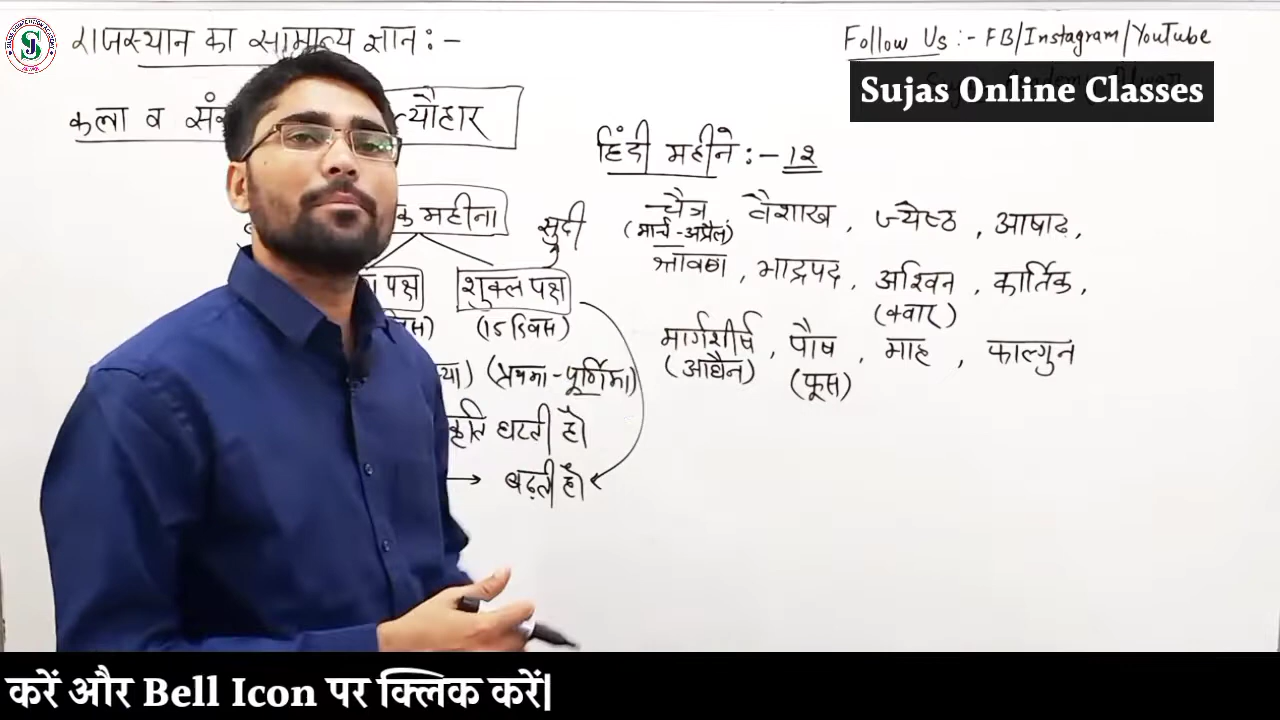 राजस्थान का सामान्य ज्ञान :-
Follow Us :- FB/Instagram/YouTube
Sujas Online Classes
कला व
त्यौहार
हिंदी महीने :- 12
महीना
सुदी
चैत्र, वैशाख, ज्येष्ठ, आषाढ़,
(मार्च-अप्रैल)
पक्ष
शुक्ल पक्ष
श्रावण, भाद्रपद, अश्विन, कार्तिक,
(15 दिवस)
(क्वार)
मार्गशीर्ष, पौष, माह, फाल्गुन
(प्रथमा-पूर्णिमा)
(फूस)
घटती है।
→ बढ़ती है।
करें और Bell Icon पर क्लिक करें|